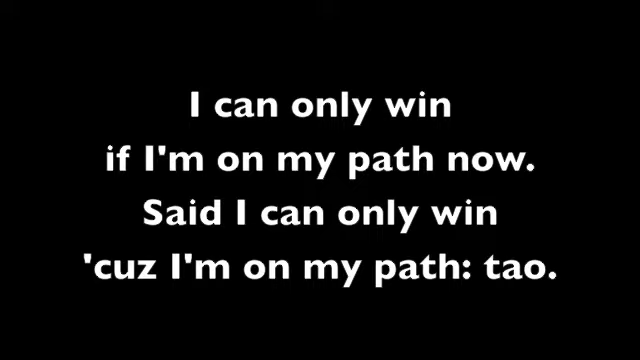 I can only win
if I'm on my path now.
Said I can only win
'cuz I'm on my path: tao.